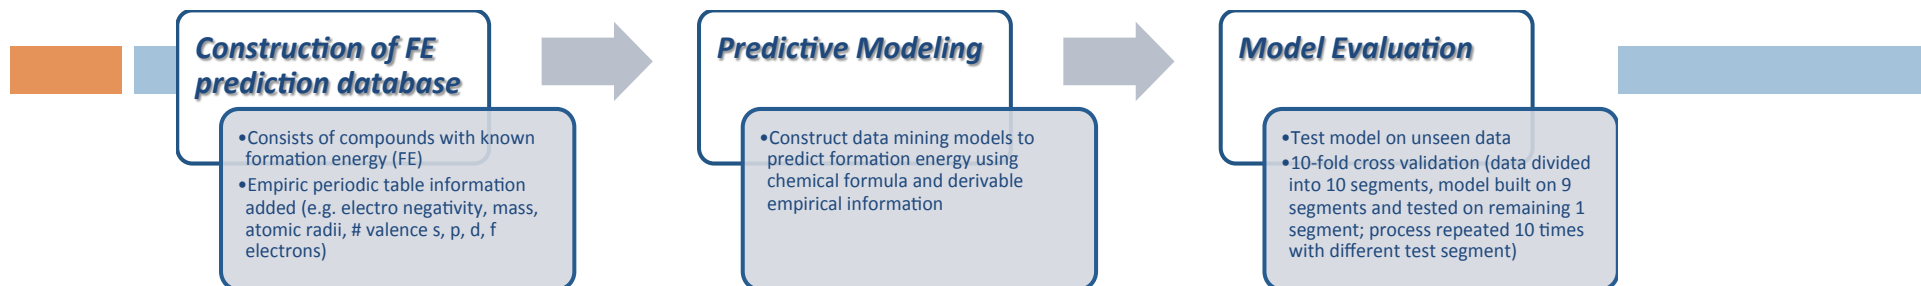 Construction of FE
prediction database
•Consists of compounds with known
formation energy (FE)
•Empiric periodic table information
added (e.g. electro negativity, mass,
atomic radii, # valence s, p, d, f
electrons)
Predictive Modeling
•Construct data mining models to
predict formation energy using
chemical formula and derivable
empirical information
Model Evaluation
•Test model on unseen data
•10-fold cross validation (data divided
into 10 segments, model built on 9
segments and tested on remaining 1
segment; process repeated 10 times
with different test segment)